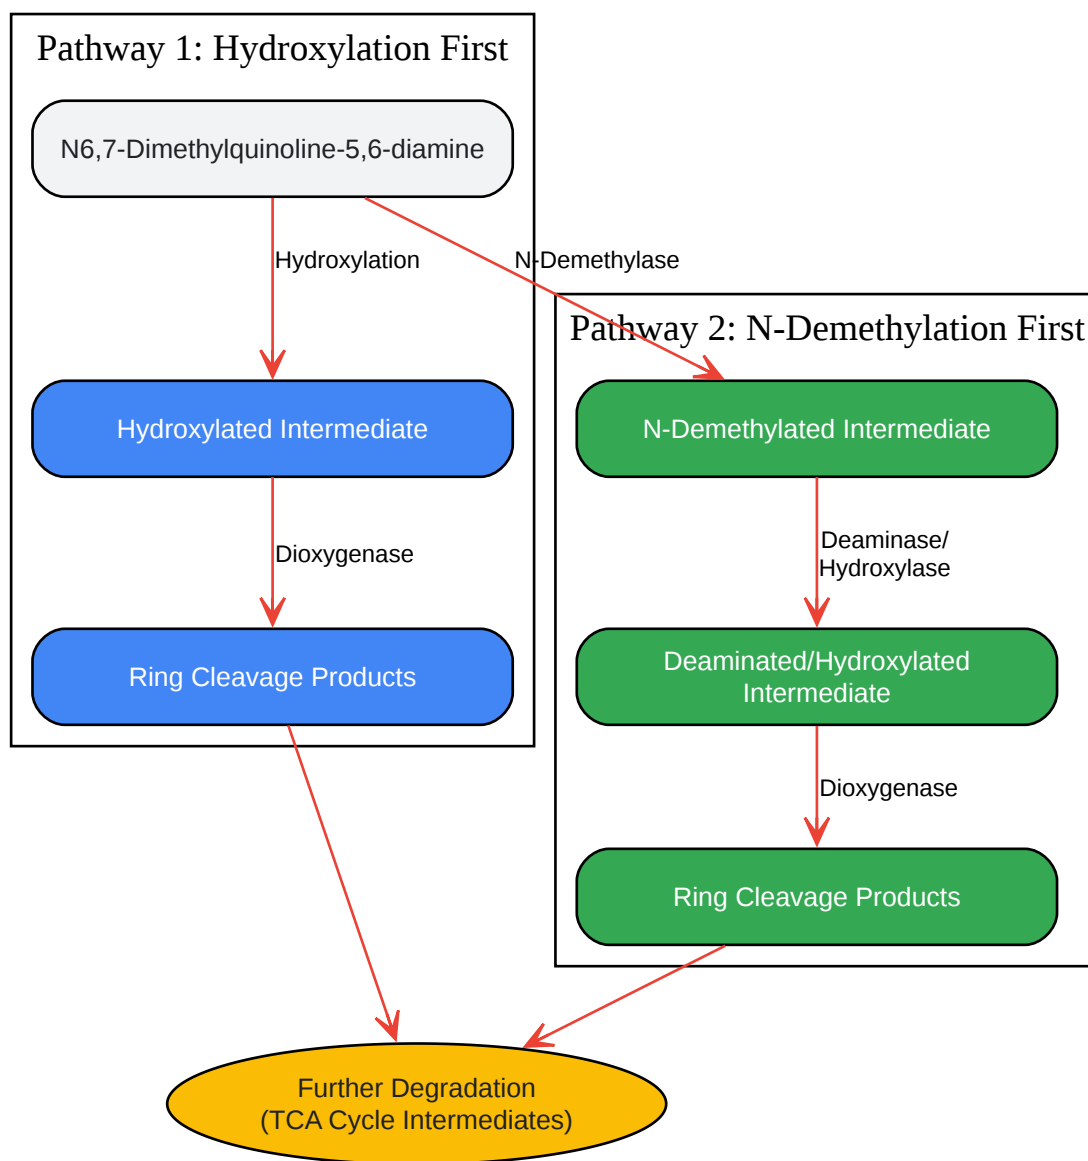 Pathway 1: Hydroxylation First
N6,7-Dimethylquinoline-5,6-diamine
Hydroxylation
N-Demethylase
Pathway 2: N-Demethylation First
Hydroxylated Intermediate
N-Demethylated Intermediate
Dioxygenase
Deaminase/
Hydroxylase
Ring Cleavage Products
Deaminated/Hydroxylated
Intermediate
Dioxygenase
Ring Cleavage Products
Further Degradation
(TCA Cycle Intermediates)